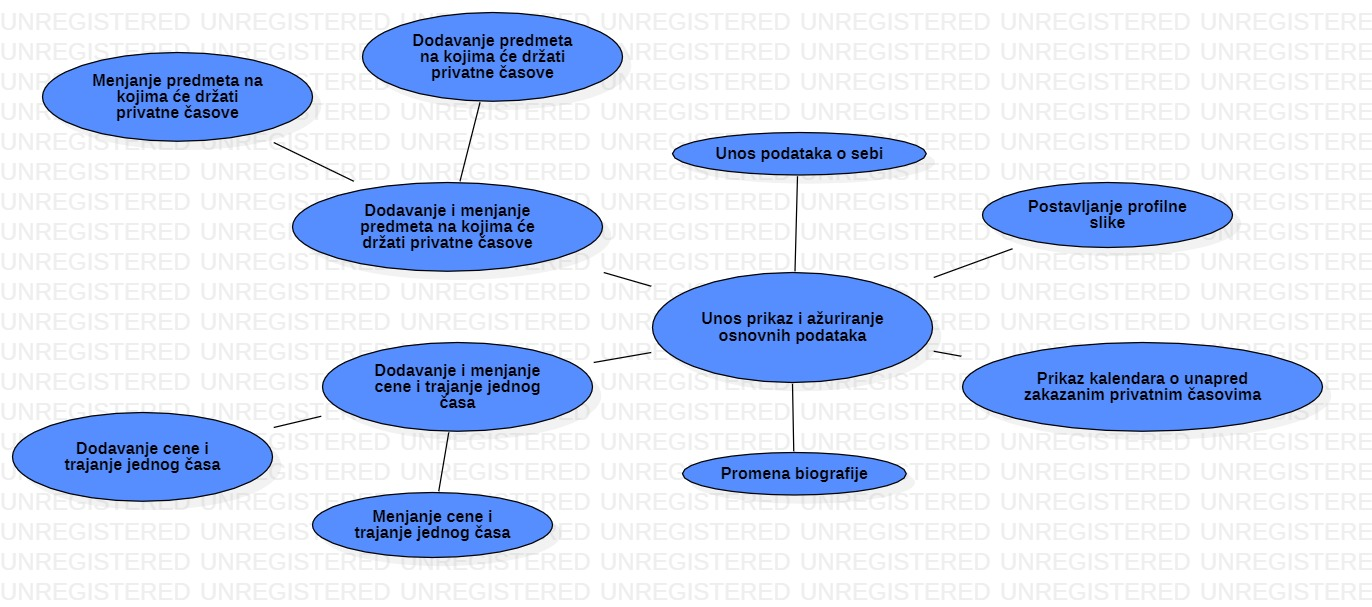 Dodavanje predmeta
na kojima će držati
privatne časove
Menjanje predmeta na
kojima će držati
privatne časove
Unos podataka o sebi
Dodavanje i menjanje
predmeta na kojima će
držati privatne časove
Postavljanje profilne
slike
Unos prikaz i ažuriranje
osnovnih podataka
Dodavanje i menjanje
cene i trajanje jednog
časa
Prikaz kalendara o unapred
zakazanim privatnim časovima
Dodavanje cene i
trajanje jednog časa
Promena biografije
Menjanje cene i
trajanje jednog časa
UNREGISTERED